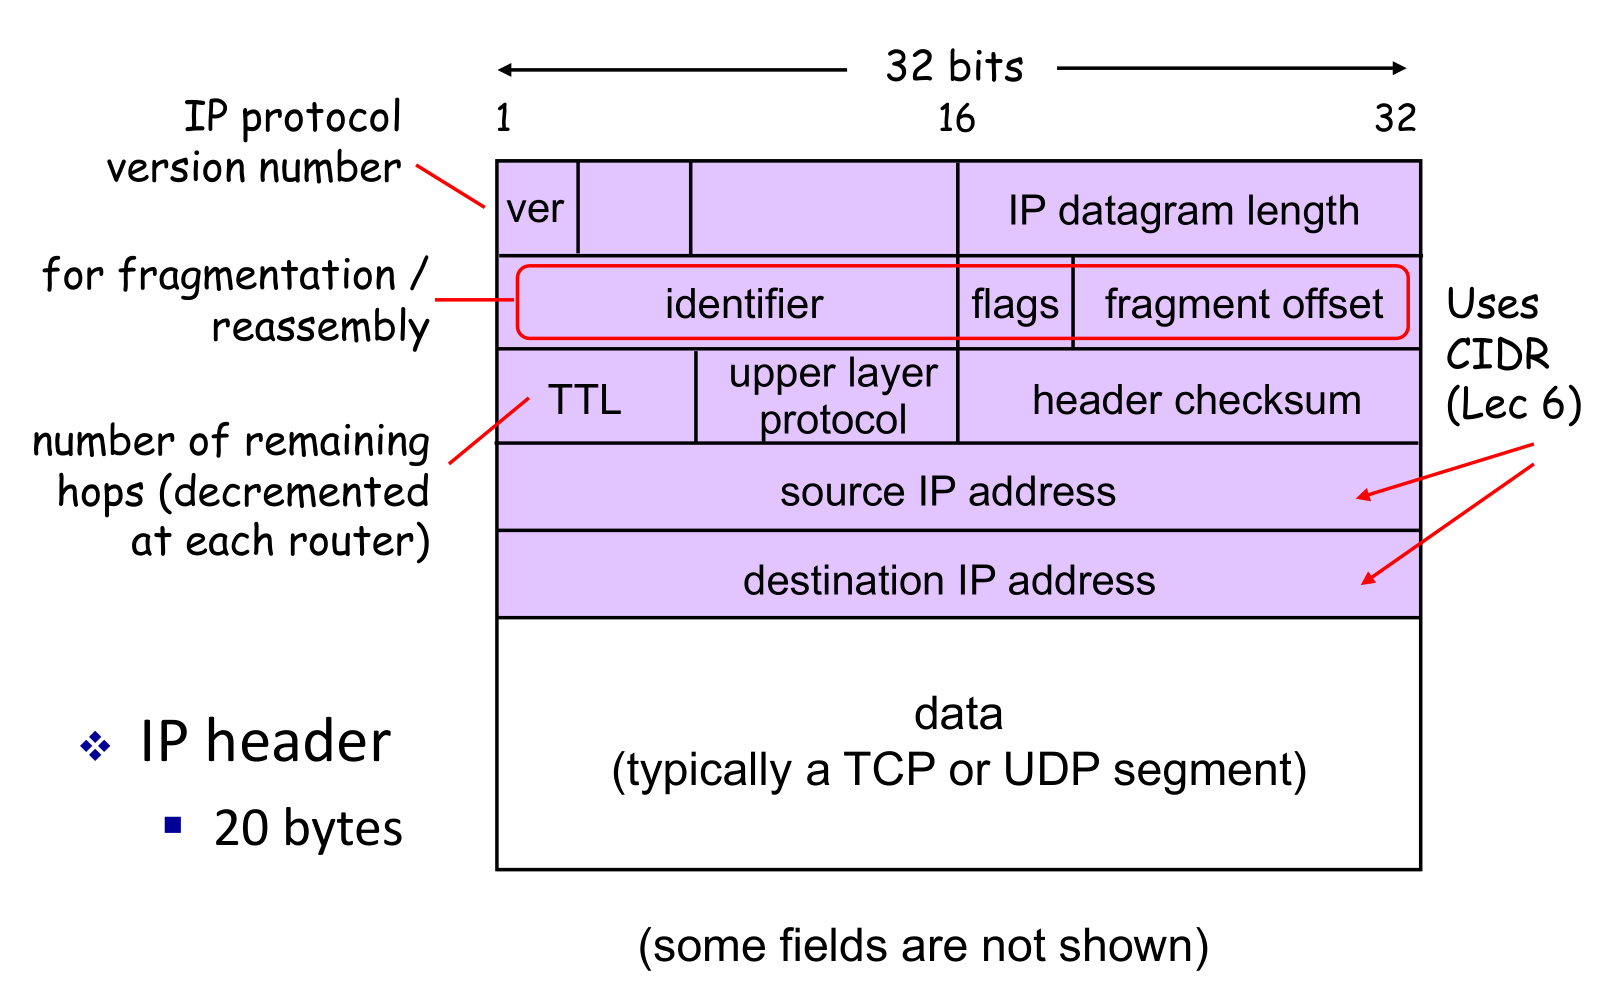 32 bits
1 16 32
IP protocol
version number
ver
IP datagram length
for fragmentation /
reassembly
identifier
flags
fragment offset
Uses
CIDR
(Lec 6)
TTL
upper layer
protocol
header checksum
number of remaining
hops (decremented
at each router)
source IP address
destination IP address
data
(typically a TCP or UDP segment)
IP header
20 bytes
(some fields are not shown)